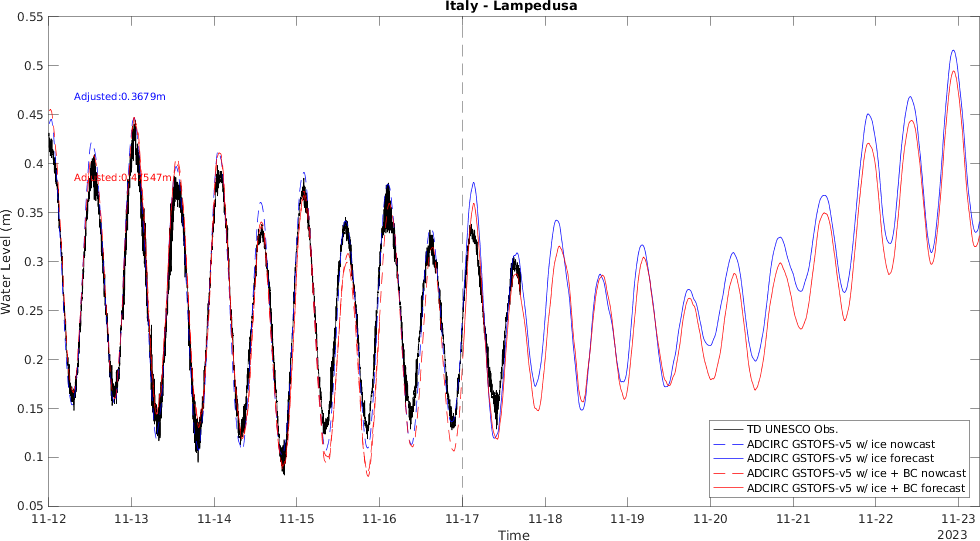 Italy - Lampedusa
0.55
0.5
0.45
0.4
0.35
0.3
0.25
0.2
0.15
0.1
0.05
Water Level (m)
Adjusted:0.3679m
Adjusted:0.47547m
TD UNESCO Obs.
ADCIRC GSTOFS-v5 w/ ice nowcast
ADCIRC GSTOFS-v5 w/ ice forecast
ADCIRC GSTOFS-v5 w/ ice + BC nowcast
ADCIRC GSTOFS-v5 w/ ice + BC forecast
11-12 11-13 11-14 11-15 11-16 11-17 11-18 11-19 11-20 11-21 11-22 11-23
Time
2023